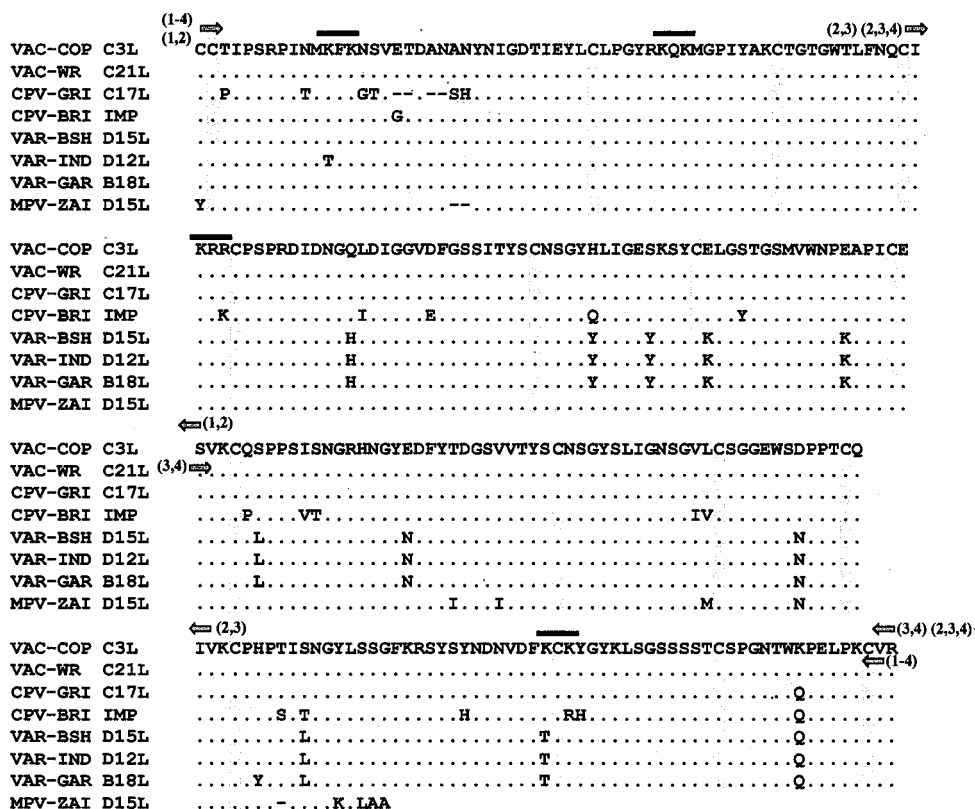 (1-4)
(1,2) (2,3) (2,3,4)
VAC-COP C3L CCTIPSRPINMKFKNSVETDANANYNIGDTIEYLCLPGYRKQKMGPIYAKCTGTGWTLFNQCI
VAC-WR C21L ...............................................................
CPV-GRI C17L ..P......T....GT.--.--SH.......................................
CPV-BRI IMP .................G.............................................
VAR-BSH D15L ...............................................................
VAR-IND D12L ...........T...................................................
VAR-GAR B18L ...............................................................
MPV-ZAI D15L Y.....................--.......................................
VAC-COP C3L KRRCPSPRDIDNGQLDIGGVDFGSSITYSCNSGYHLIGESKSYCELGSTGSMVWNPEAPICE
VAC-WR C21L ..............................................................
CPV-GRI C17L ..............................................................
CPV-BRI IMP ..K...........I.....E.............Q............Y..............
VAR-BSH D15L .............H....................Y....Y....K...........K.....
VAR-IND D12L .............H....................Y....Y....K...........K.....
VAR-GAR B18L .............H....................Y....Y....K...........K.....
MPV-ZAI D15L ..............................................................
(1,2)
VAC-COP C3L SVKCQSPPSISNGRHNGYEDFYTDGSVVTYSCNSGYSLIGNSGVLCSGGEWSDPPTCQ
VAC-WR C21L (3,4) ..........................................................
CPV-GRI C17L ..........................................................
CPV-BRI IMP ....P....VT................................IV.............
VAR-BSH D15L .....L............N.................................N.....
VAR-IND D12L .....L............N.................................N.....
VAR-GAR B18L .....L............N.................................N.....
MPV-ZAI D15L ......................I...I.................M.......N.....
(2,3) (3,4) (2,3,4)
VAC-COP C3L IVKCPHPTISNGYLSSGFKRSYSYNDNVDFKCKYGYKLSGSSSSTCSPGNTWKPELPKCVR
VAC-WR C21L ............................................................. (1-4)
CPV-GRI C17L ....................................................Q........
CPV-BRI IMP .......S.T.............H........RH..................Q........
VAR-BSH D15L .........L....................T.....................Q........
VAR-IND D12L .........L....................T.....................Q........
VAR-GAR B18L .....Y...L....................T.....................Q........
MPV-ZAI D15L .......-....K.LAA